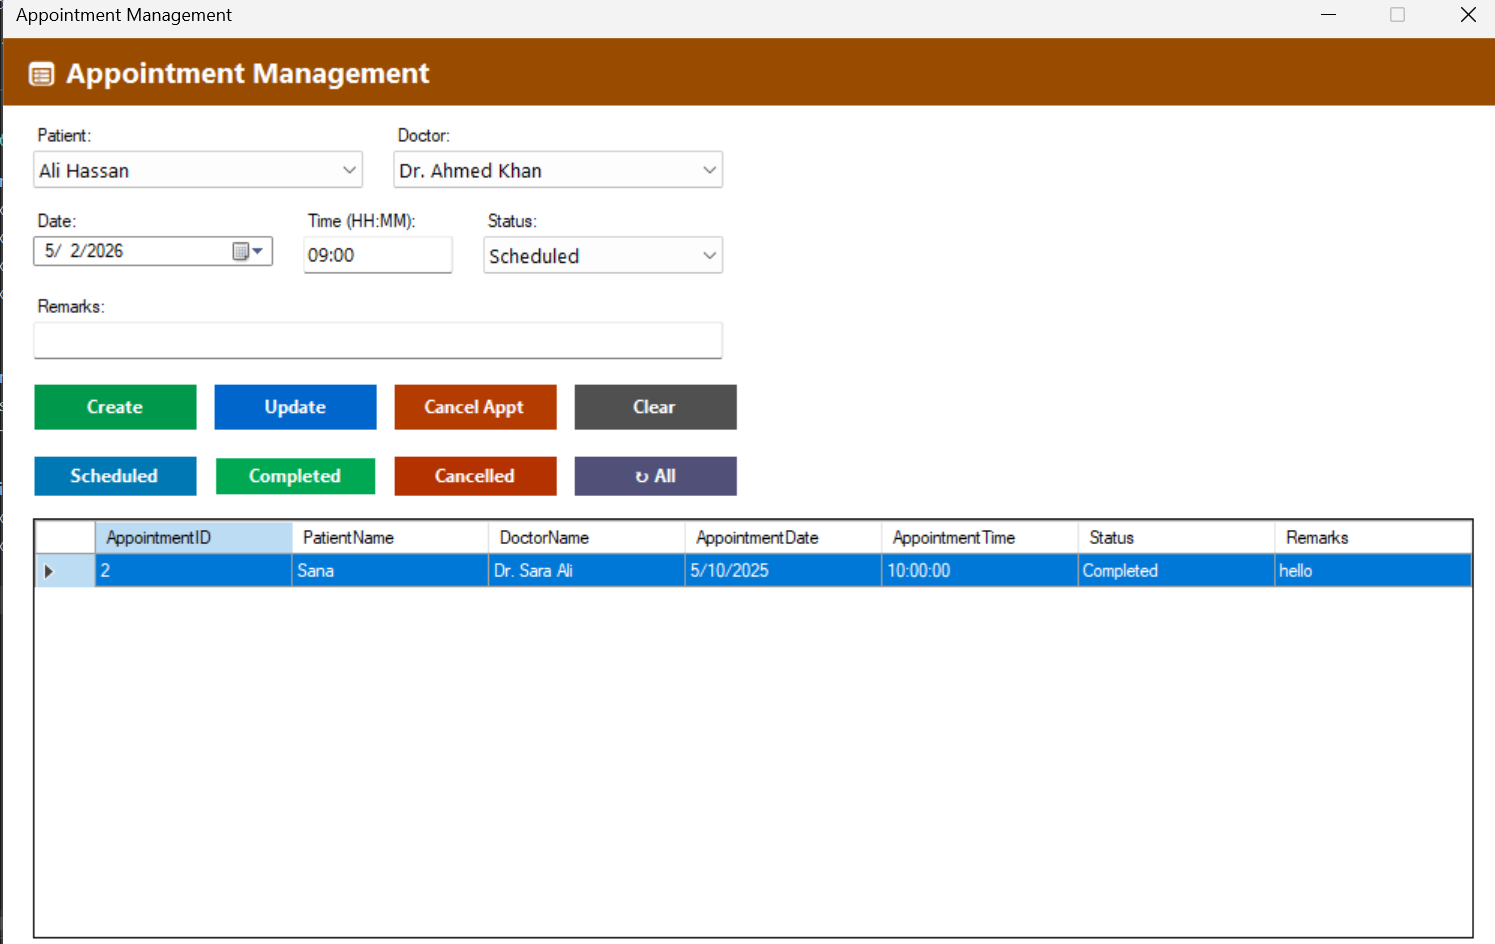 Appointment Management
Appointment Management
Patient: Doctor:
Ali Hassan Dr. Ahmed Khan
Date: Time (HH:MM): Status:
5/ 2/2026 09:00 Scheduled
Remarks:
Create Update Cancel Appt Clear
Scheduled Completed Cancelled ↻ All
AppointmentID PatientName DoctorName AppointmentDate AppointmentTime Status Remarks
2 Sana Dr. Sara Ali 5/10/2025 10:00:00 Completed hello